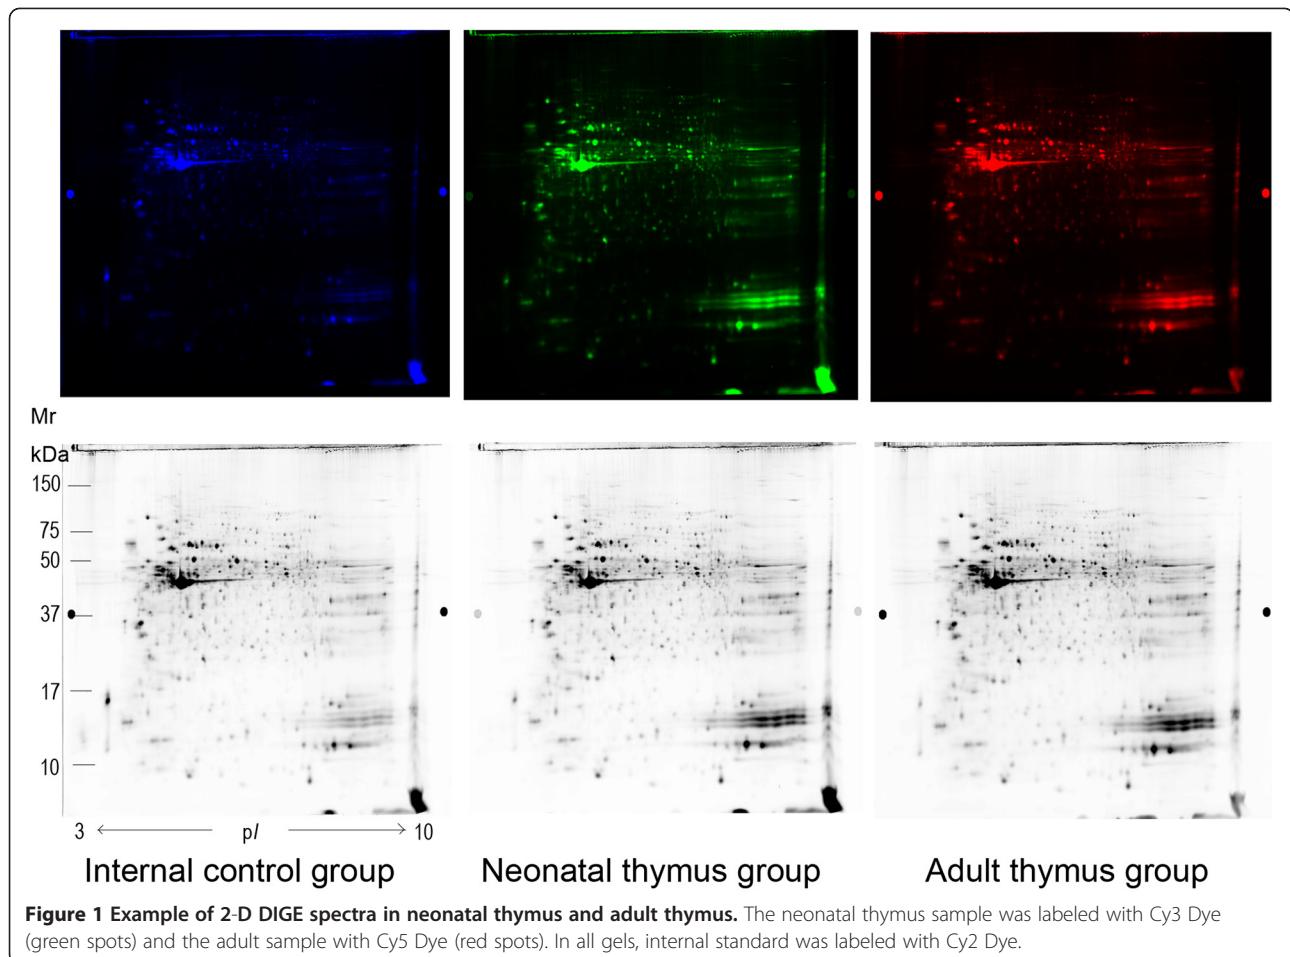 Mr
kDa
150
75
50
37
17
10
3 pI 10
Internal control group Neonatal thymus group Adult thymus group
Figure 1 Example of 2-D DIGE spectra in neonatal thymus and adult thymus. The neonatal thymus sample was labeled with Cy3 Dye
(green spots) and the adult sample with Cy5 Dye (red spots). In all gels, internal standard was labeled with Cy2 Dye.